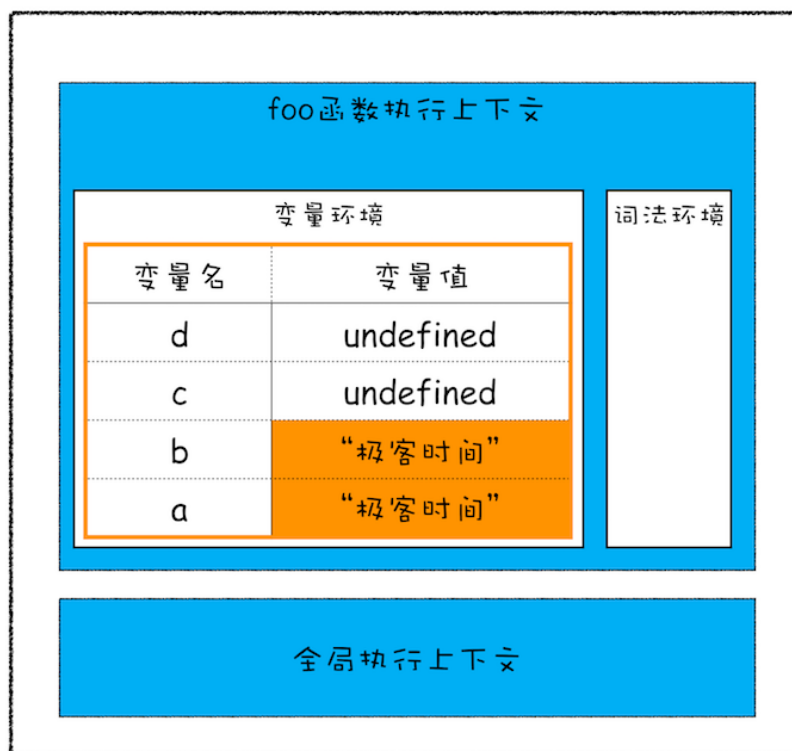 foo函数执行上下文
变量环境
词法环境
变量名 变量值
d undefined
c undefined
b “极客时间”
a “极客时间”
全局执行上下文